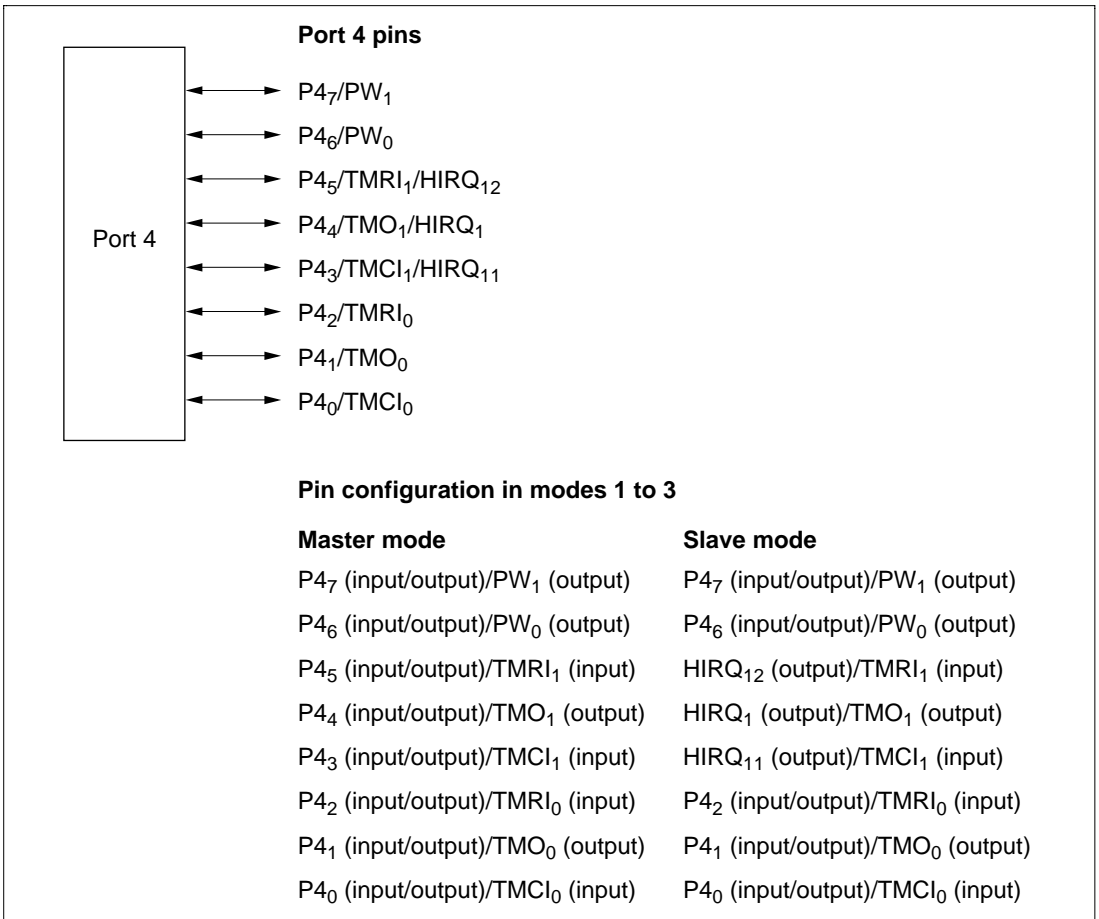 Port 4 pins
P4₇/PW₁
P4₆/PW₀
P4₅/TMRI₁/HIRQ₁₂
P4₄/TMO₁/HIRQ₁
Port 4
P4₃/TMCI₁/HIRQ₁₁
P4₂/TMRI₀
P4₁/TMO₀
P4₀/TMCI₀
Pin configuration in modes 1 to 3
Master mode Slave mode
P4₇ (input/output)/PW₁ (output) P4₇ (input/output)/PW₁ (output)
P4₆ (input/output)/PW₀ (output) P4₆ (input/output)/PW₀ (output)
P4₅ (input/output)/TMRI₁ (input) HIRQ₁₂ (output)/TMRI₁ (input)
P4₄ (input/output)/TMO₁ (output) HIRQ₁ (output)/TMO₁ (output)
P4₃ (input/output)/TMCI₁ (input) HIRQ₁₁ (output)/TMCI₁ (input)
P4₂ (input/output)/TMRI₀ (input) P4₂ (input/output)/TMRI₀ (input)
P4₁ (input/output)/TMO₀ (output) P4₁ (input/output)/TMO₀ (output)
P4₀ (input/output)/TMCI₀ (input) P4₀ (input/output)/TMCI₀ (input)